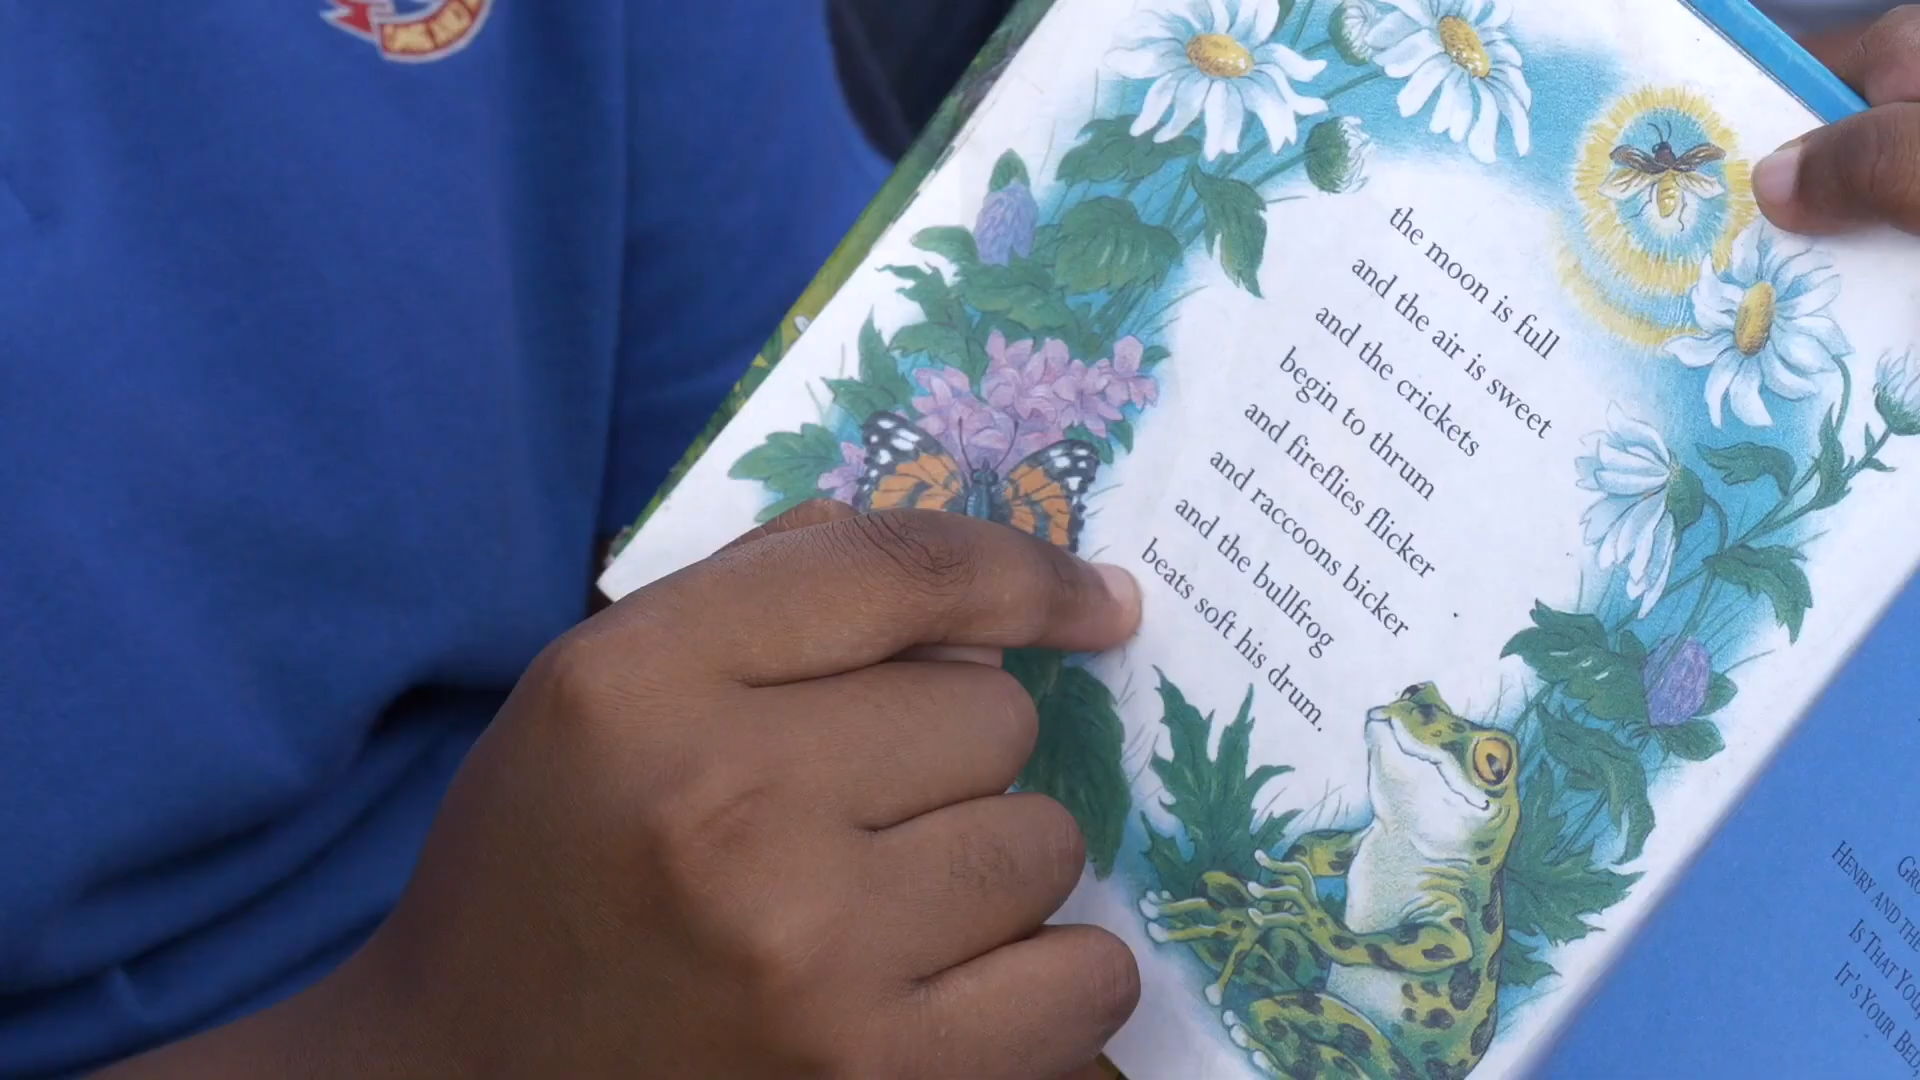 the moon is full
and the air is sweet
and the crickets
begin to thrum
and fireflies flicker
and raccoons bicker
and the bullfrog
beats soft his drum.
HENRY AND THE
IS THAT YOU,
IT'S YOUR